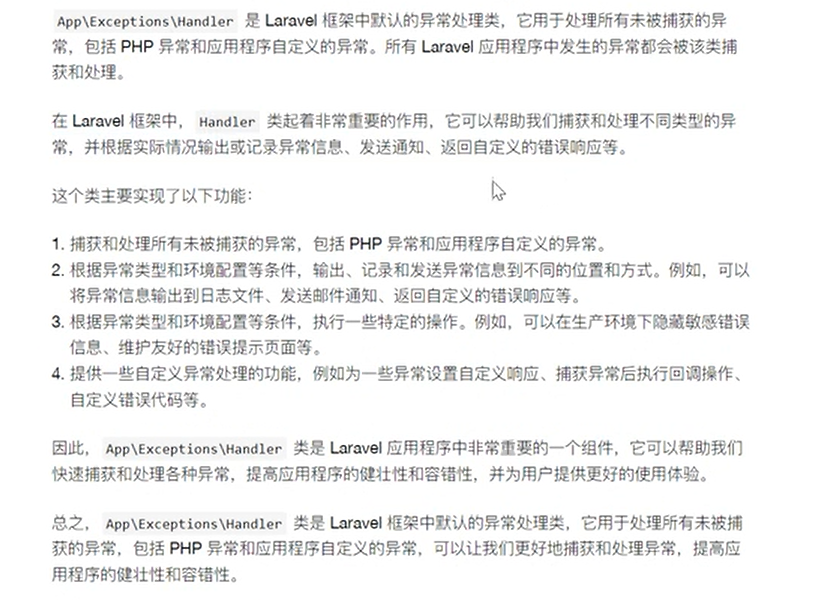 App\Exceptions\Handler 是 Laravel 框架中默认的异常处理类，它用于处理所有未被捕获的异
常，包括 PHP 异常和应用程序自定义的异常。所有 Laravel 应用程序中发生的异常都会被该类捕
获和处理。
在 Laravel 框架中， Handler 类起着非常重要的作用，它可以帮助我们捕获和处理不同类型的异
常，并根据实际情况输出或记录异常信息、发送通知、返回自定义的错误响应等。
这个类主要实现了以下功能：
1. 捕获和处理所有未被捕获的异常，包括 PHP 异常和应用程序自定义的异常。
2. 根据异常类型和环境配置等条件，输出、记录和发送异常信息到不同的位置和方式。例如，可以
将异常信息输出到日志文件、发送邮件通知、返回自定义的错误响应等。
3. 根据异常类型和环境配置等条件，执行一些特定的操作。例如，可以在生产环境下隐藏敏感错误
信息、维护友好的错误提示页面等。
4. 提供一些自定义异常处理的功能，例如为一些异常设置自定义响应、捕获异常后执行回调操作、
自定义错误代码等。
因此， App\Exceptions\Handler 类是 Laravel 应用程序中非常重要的一个组件，它可以帮助我们
快速捕获和处理各种异常，提高应用程序的健壮性和容错性，并为用户提供更好的使用体验。
总之， App\Exceptions\Handler 类是 Laravel 框架中默认的异常处理类，它用于处理所有未被捕
获的异常，包括 PHP 异常和应用程序自定义的异常，可以让我们更好地捕获和处理异常，提高应
用程序的健壮性和容错性。